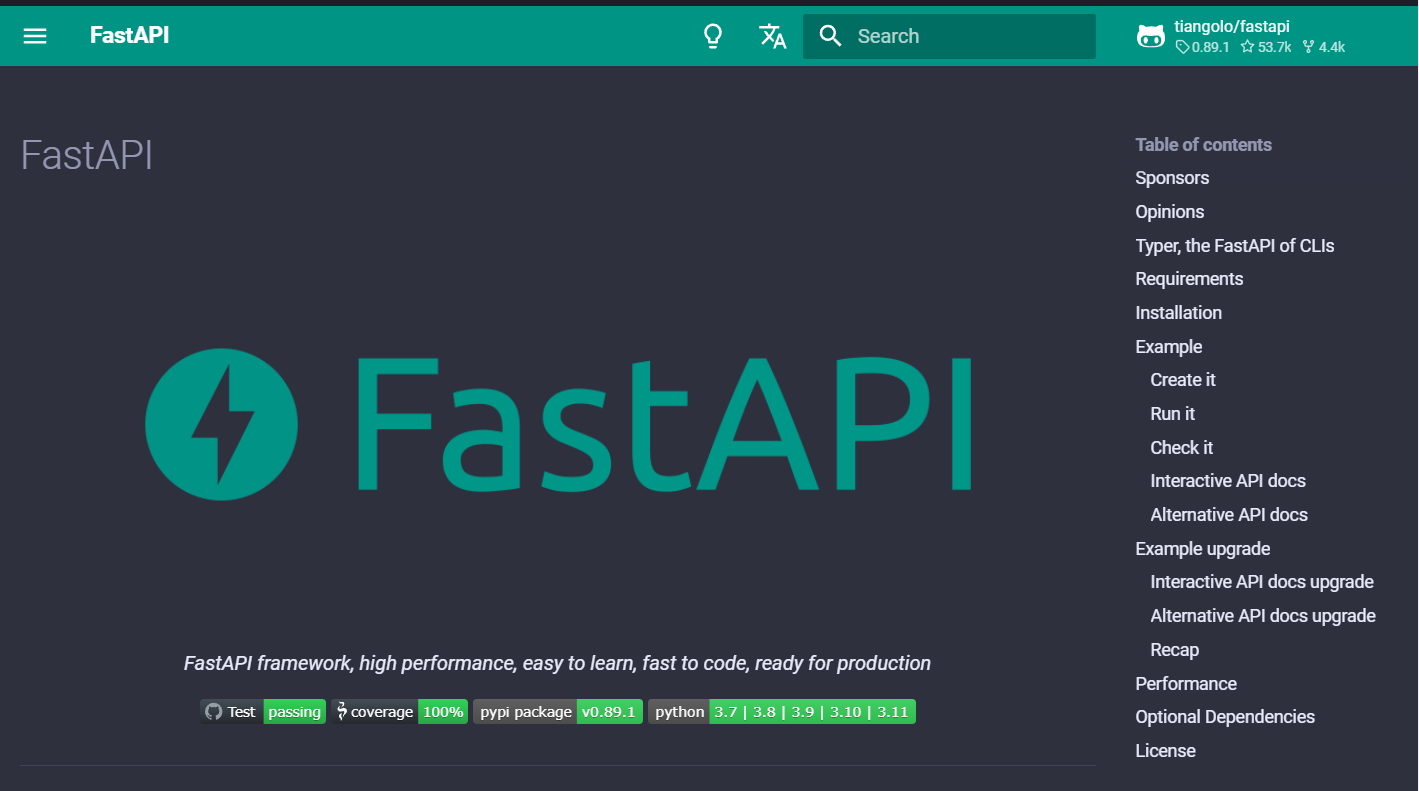 FastAPI
Search
tiangolo/fastapi
0.89.1 53.7k 4.4k
FastAPI
FastAPI
FastAPI framework, high performance, easy to learn, fast to code, ready for production
Test passing coverage 100% pypi package v0.89.1 python 3.7 | 3.8 | 3.9 | 3.10 | 3.11
Table of contents
Sponsors
Opinions
Typer, the FastAPI of CLIs
Requirements
Installation
Example
Create it
Run it
Check it
Interactive API docs
Alternative API docs
Example upgrade
Interactive API docs upgrade
Alternative API docs upgrade
Recap
Performance
Optional Dependencies
License